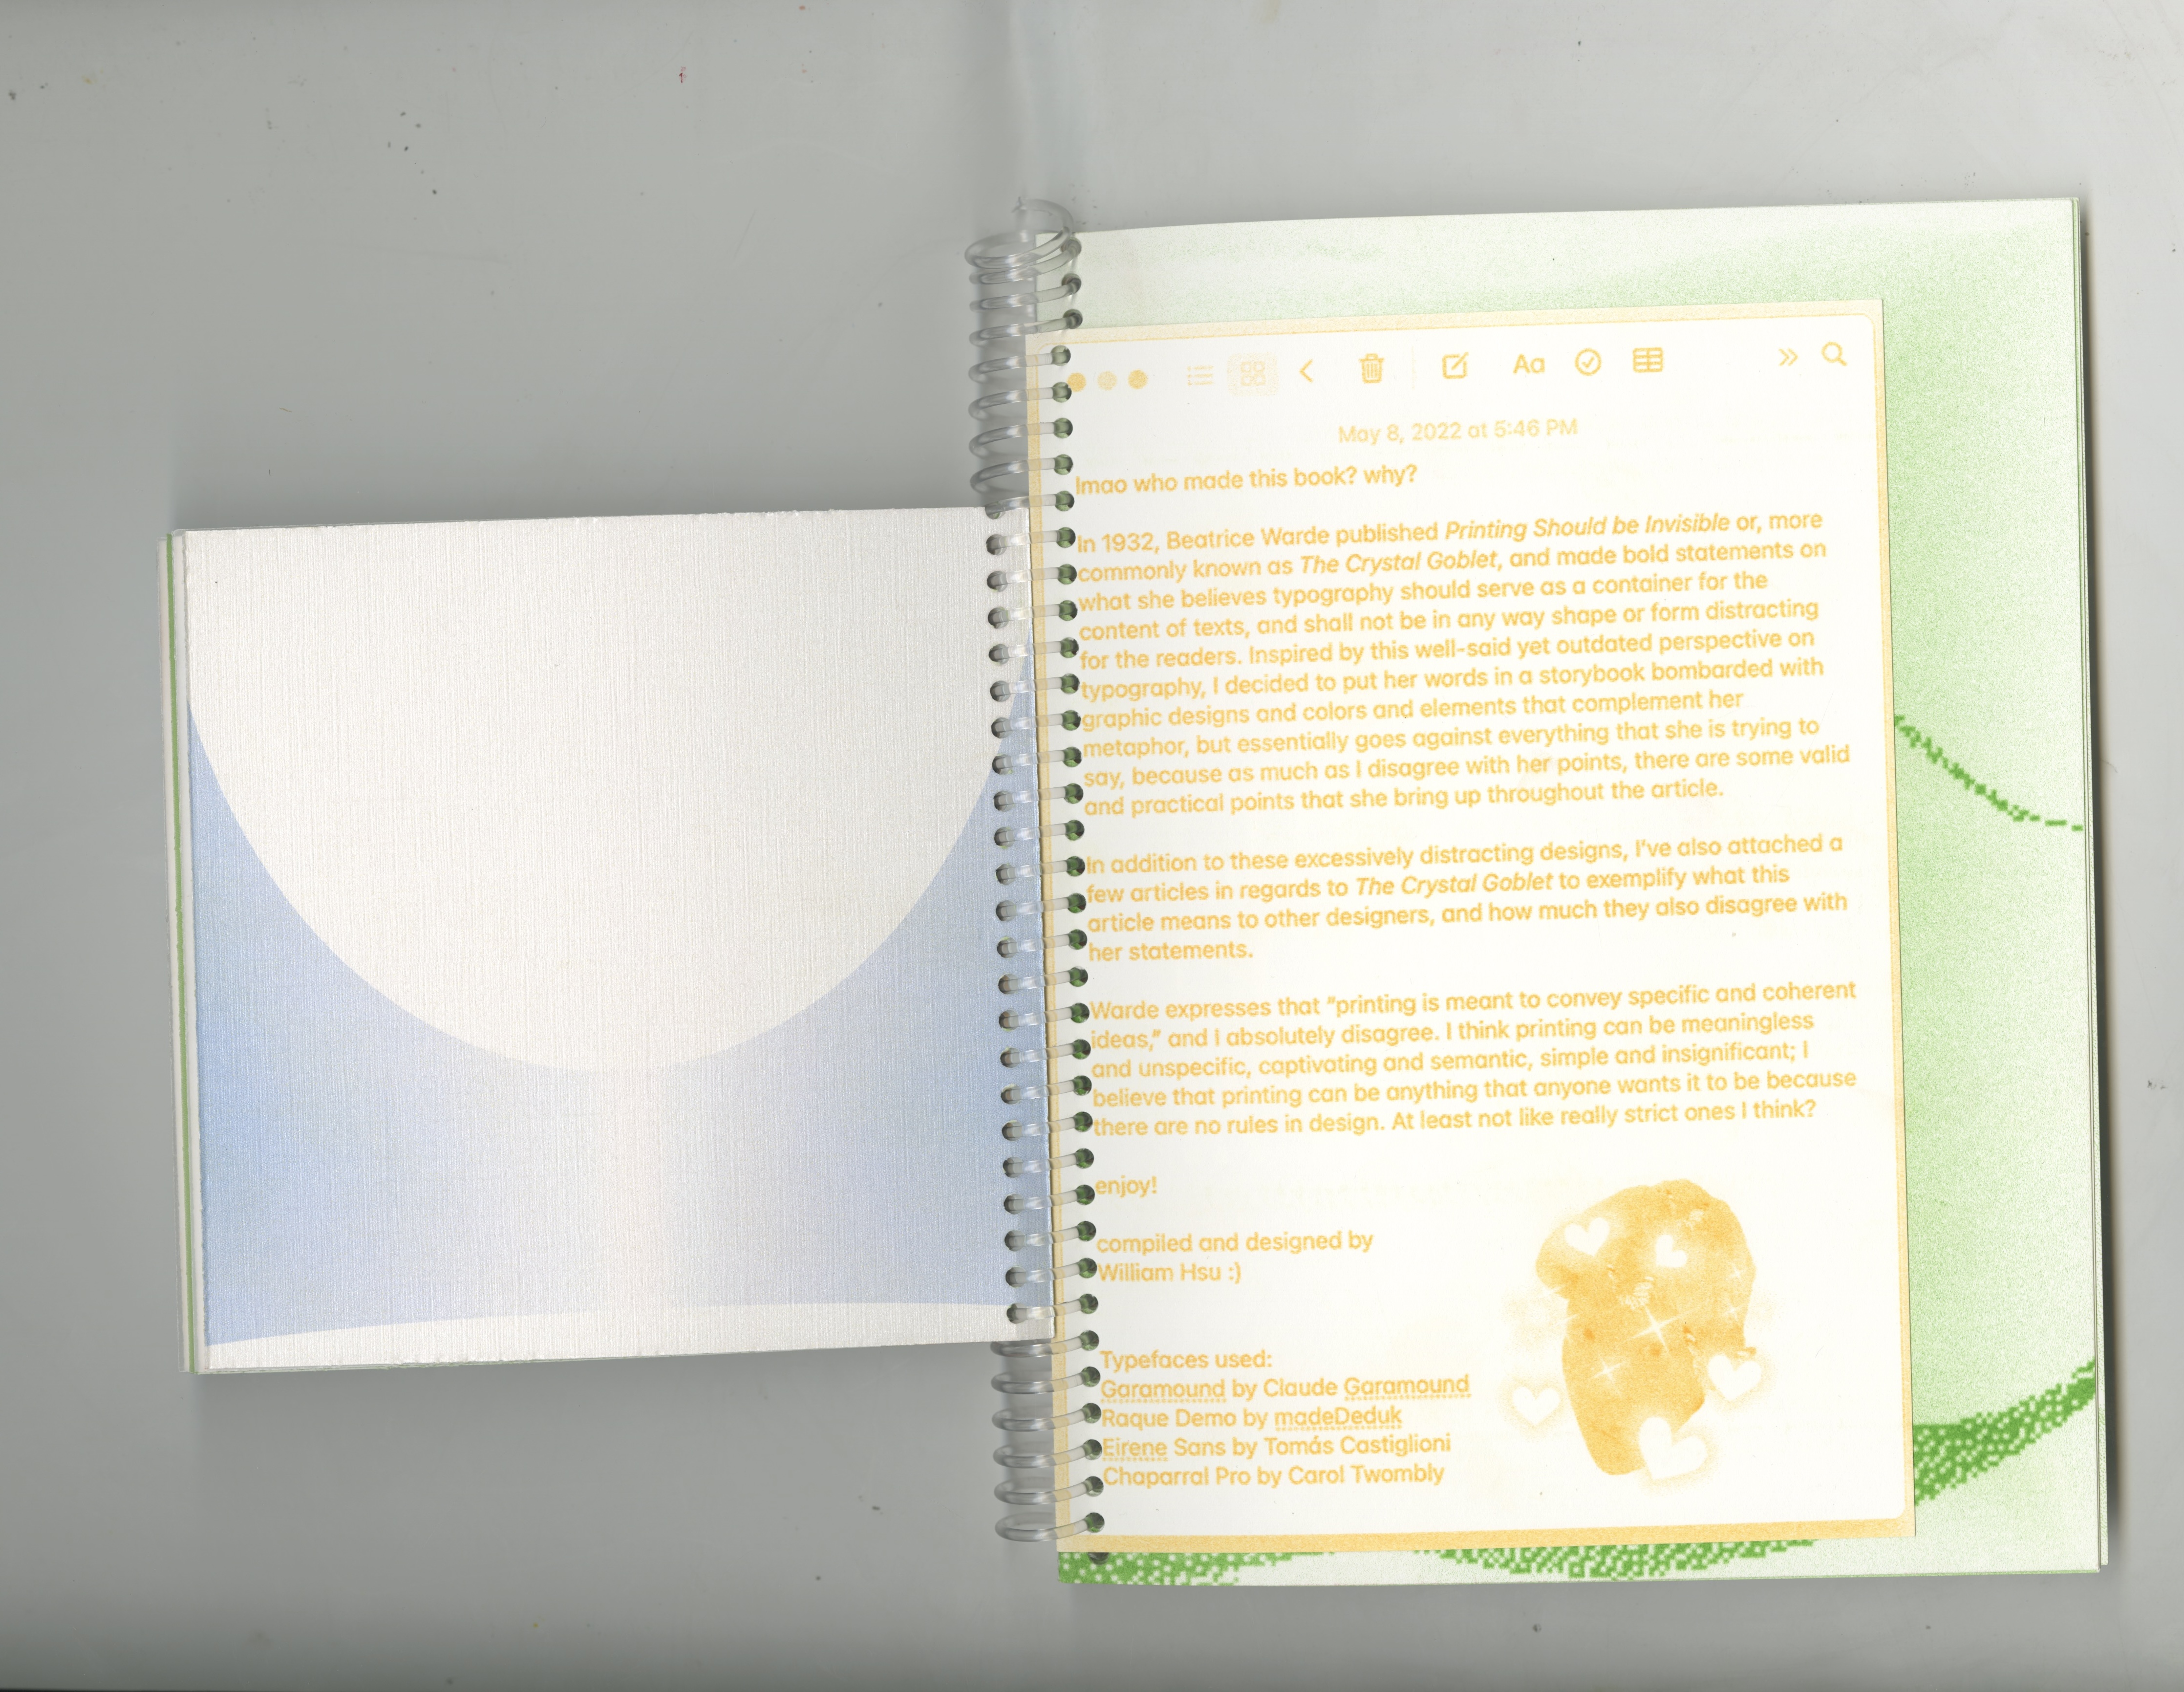 Aa
May 8, 2022 at 5:46 PM
lmao who made this book? why?
In 1932, Beatrice Warde published Printing Should be Invisible or, more
commonly known as The Crystal Goblet, and made bold statements on
what she believes typography should serve as a container for the
content of texts, and shall not be in any way shape or form distracting
for the readers. Inspired by this well-said yet outdated perspective on
typography, I decided to put her words in a storybook bombarded with
graphic designs and colors and elements that complement her
metaphor, but essentially goes against everything that she is trying to
say, because as much as I disagree with her points, there are some valid
and practical points that she bring up throughout the article.
In addition to these excessively distracting designs, I've also attached a
few articles in regards to The Crystal Goblet to exemplify what this
article means to other designers, and how much they also disagree with
her statements.
Warde expresses that "printing is meant to convey specific and coherent
ideas," and I absolutely disagree. I think printing can be meaningless
and unspecific, captivating and semantic, simple and insignificant; I
believe that printing can be anything that anyone wants it to be because
there are no rules in design. At least not like really strict ones I think?
enjoy!
compiled and designed by
William Hsu :)
Typefaces used:
Garamound by Claude Garamound
Raque Demo by madeDeduk
Eirene Sans by Tomás Castiglioni
Chaparral Pro by Carol Twombly